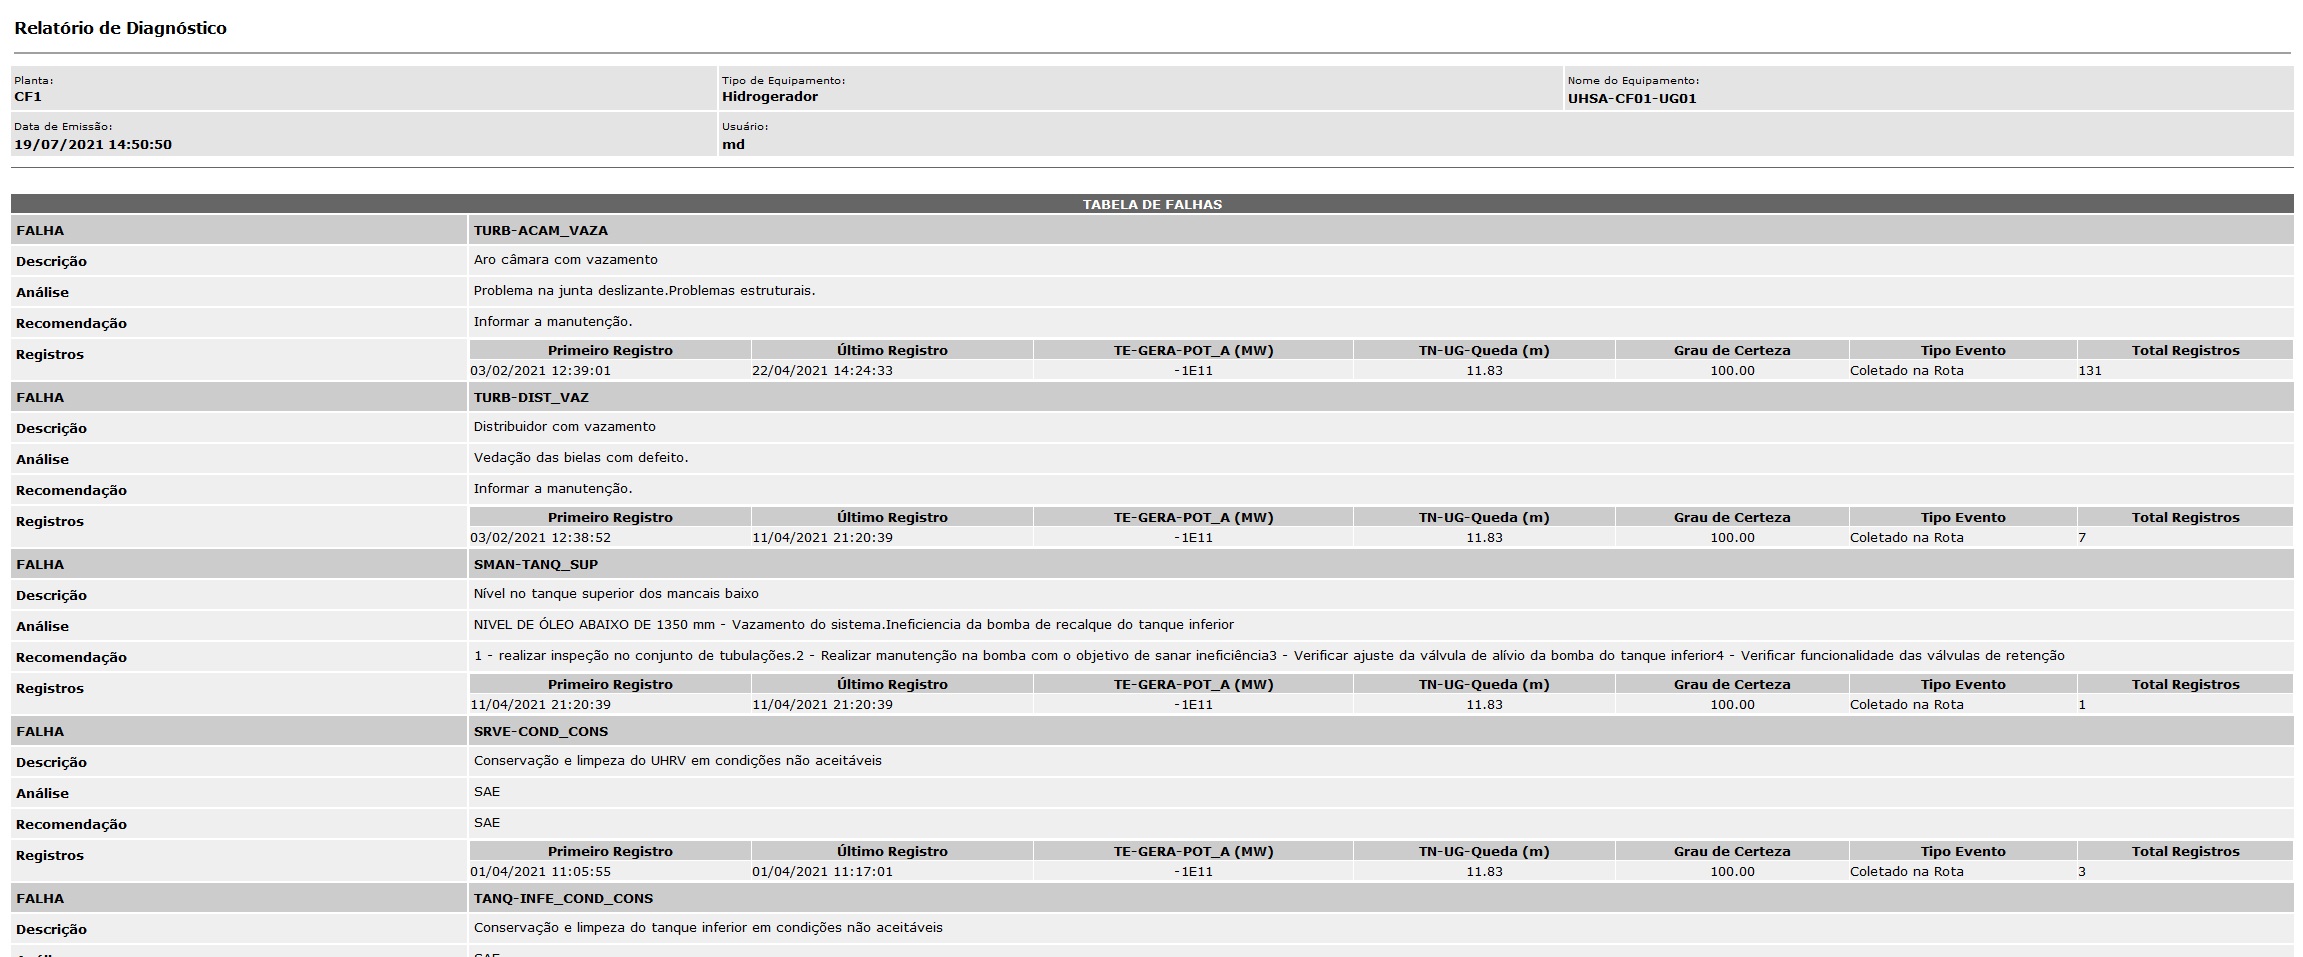 Relatório de Diagnóstico
Planta: Tipo de Equipamento: Nome do Equipamento:
CF1 Hidrogerador UHSA-CF01-UG01
Data de Emissão: Usuário:
19/07/2021 14:50:50 md
TABELA DE FALHAS
FALHA TURB-ACAM_VAZA
Descrição Aro câmara com vazamento
Análise Problema na junta deslizante.Problemas estruturais.
Recomendação Informar a manutenção.
Registros Primeiro Registro Último Registro TE-GERA-POT_A (MW) TN-UG-Queda (m) Grau de Certeza Tipo Evento Total Registros
03/02/2021 12:39:01 22/04/2021 14:24:33 -1E11 11.83 100.00 Coletado na Rota 131
FALHA TURB-DIST_VAZ
Descrição Distribuidor com vazamento
Análise Vedação das bielas com defeito.
Recomendação Informar a manutenção.
Registros Primeiro Registro Último Registro TE-GERA-POT_A (MW) TN-UG-Queda (m) Grau de Certeza Tipo Evento Total Registros
03/02/2021 12:38:52 11/04/2021 21:20:39 -1E11 11.83 100.00 Coletado na Rota 7
FALHA SMAN-TANQ_SUP
Descrição Nível no tanque superior dos mancais baixo
Análise NIVEL DE ÓLEO ABAIXO DE 1350 mm - Vazamento do sistema.Ineficiencia da bomba de recalque do tanque inferior
Recomendação 1 - realizar inspeção no conjunto de tubulações.2 - Realizar manutenção na bomba com o objetivo de sanar ineficiência3 - Verificar ajuste da válvula de alívio da bomba do tanque inferior4 - Verificar funcionalidade das válvulas de retenção
Registros Primeiro Registro Último Registro TE-GERA-POT_A (MW) TN-UG-Queda (m) Grau de Certeza Tipo Evento Total Registros
11/04/2021 21:20:39 11/04/2021 21:20:39 -1E11 11.83 100.00 Coletado na Rota 1
FALHA SRVE-COND_CONS
Descrição Conservação e limpeza do UHRV em condições não aceitáveis
Análise SAE
Recomendação SAE
Registros Primeiro Registro Último Registro TE-GERA-POT_A (MW) TN-UG-Queda (m) Grau de Certeza Tipo Evento Total Registros
01/04/2021 11:05:55 01/04/2021 11:17:01 -1E11 11.83 100.00 Coletado na Rota 3
FALHA TANQ-INFE_COND_CONS
Descrição Conservação e limpeza do tanque inferior em condições não aceitáveis